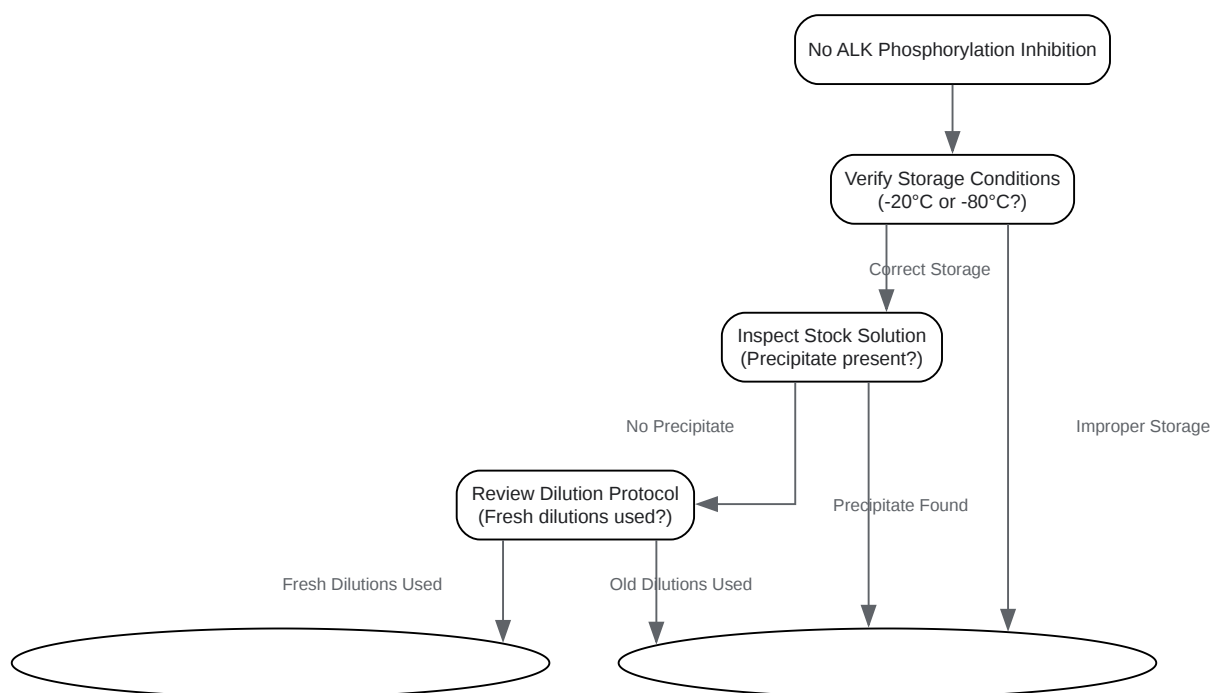 No ALK Phosphorylation Inhibition
Verify Storage Conditions
(-20°C or -80°C?)
Correct Storage
Inspect Stock Solution
(Precipitate present?)
No Precipitate
Improper Storage
Review Dilution Protocol
(Fresh dilutions used?)
Precipitate Found
Fresh Dilutions Used
Old Dilutions Used